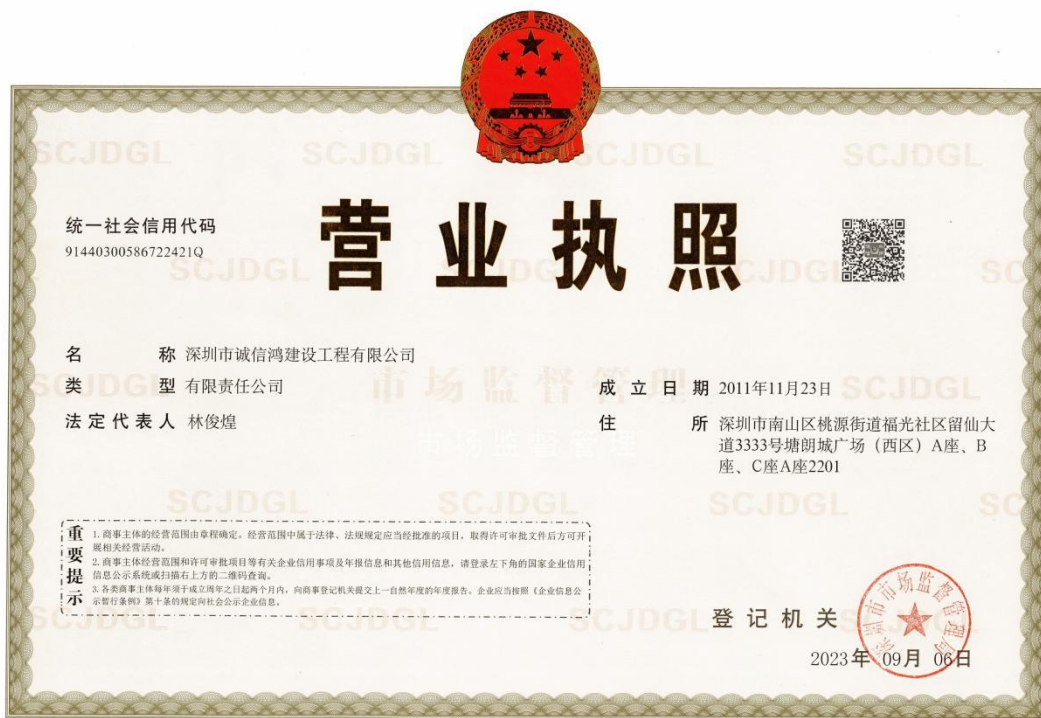 营业执照
统一社会信用代码
91440300586722421Q
名称 深圳市诚信鸿建设工程有限公司
类型 有限责任公司
法定代表人 林俊煌
成立日期 2011年11月23日
住所 深圳市南山区桃源街道福光社区留仙大
道3333号塘朗城广场（西区）A座、B
座、C座A座2201
重要提示
1. 商事主体的经营范围由章程确定。经营范围中属于法律、法规规定应当经批准的项目，取得许可审批文件后方可开
展相关经营活动。
2. 商事主体经营范围和许可审批项目等有关企业信用事项及年报信息和其他信用信息，请登录左下角的国家企业信用
信息公示系统或扫描右上方的二维码查询。
3. 各类商事主体每年须于成立周年之日起两个月内，向商事登记机关提交上一自然年度的年度报告。企业应当按照《企业信息公
示暂行条例》第十条的规定向社会公示企业信息。
登记机关
深圳市市场监督管理局
2023年09月06日
SCJDGL
市场监督管理